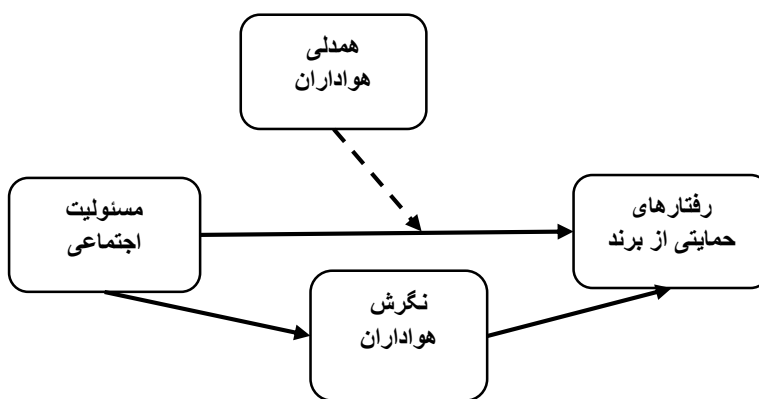 همدلی
هواداران
مسئولیت
اجتماعی
رفتارهای
حمایتی از برند
نگرش
هواداران